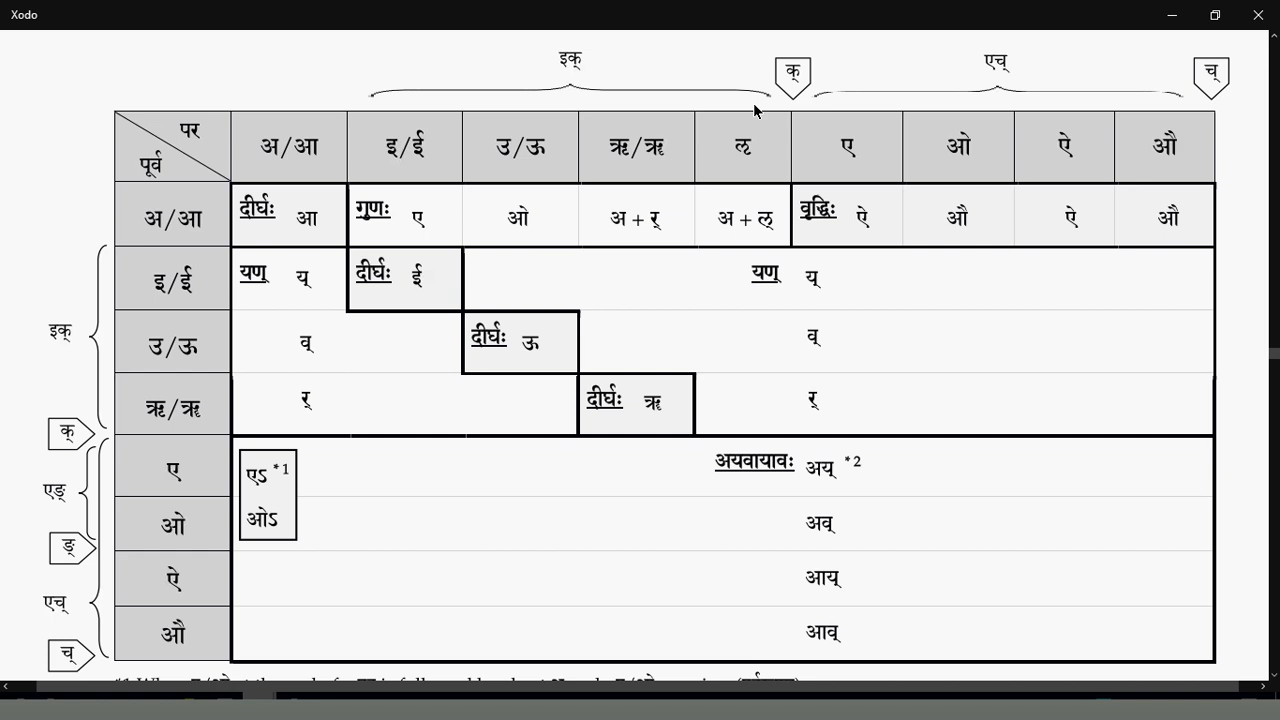 Xodo
इक् क् एच् च्
पर अ/आ इ/ई उ/ऊ ऋ/ॠ ऌ ए ओ ऐ औ
पूर्व
अ/आ दीर्घः आ गुणः ए ओ अ + र् अ + ल् वृद्धिः ऐ औ ऐ औ
इ/ई यण् य् दीर्घः ई यण् य्
इक् उ/ऊ व् दीर्घः ऊ व्
ऋ/ॠ र् दीर्घः ॠ र्
क्
ए एऽ *1 अयवायावः अय् *2
एङ्
ओ ओऽ अव्
ङ्
ऐ आय्
एच्
औ आव्
च्